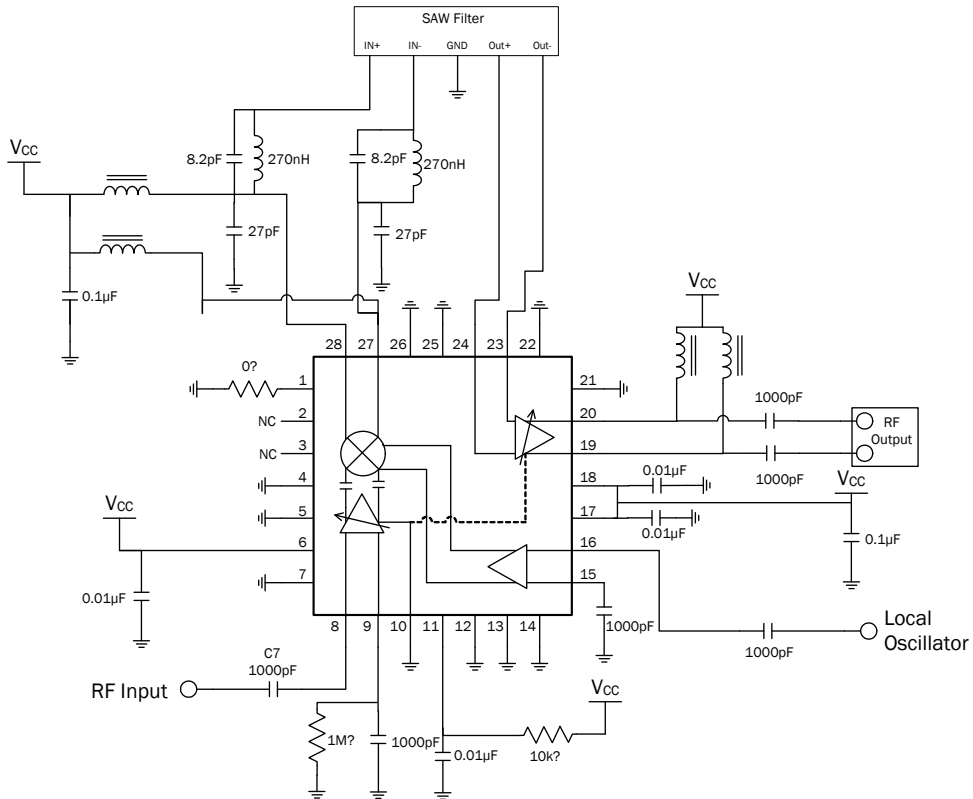 SAW Filter
IN+ IN- GND Out+ Out-
VCC
8.2pF 270nH
8.2pF 270nH
27pF
27pF
0.1µF
VCC
28 27 26 25 24 23 22
0?
1
2
3
4
5
6
7
NC
NC
21
20
19
18
17
16
15
1000pF
RF
Output
1000pF
0.01µF
VCC
0.01µF
0.1µF
VCC
0.01µF
8 9 10 11 12 13 14
1000pF
1000pF
Local
Oscillator
C7
1000pF
RF Input
VCC
1M?
1000pF
0.01µF
10k?